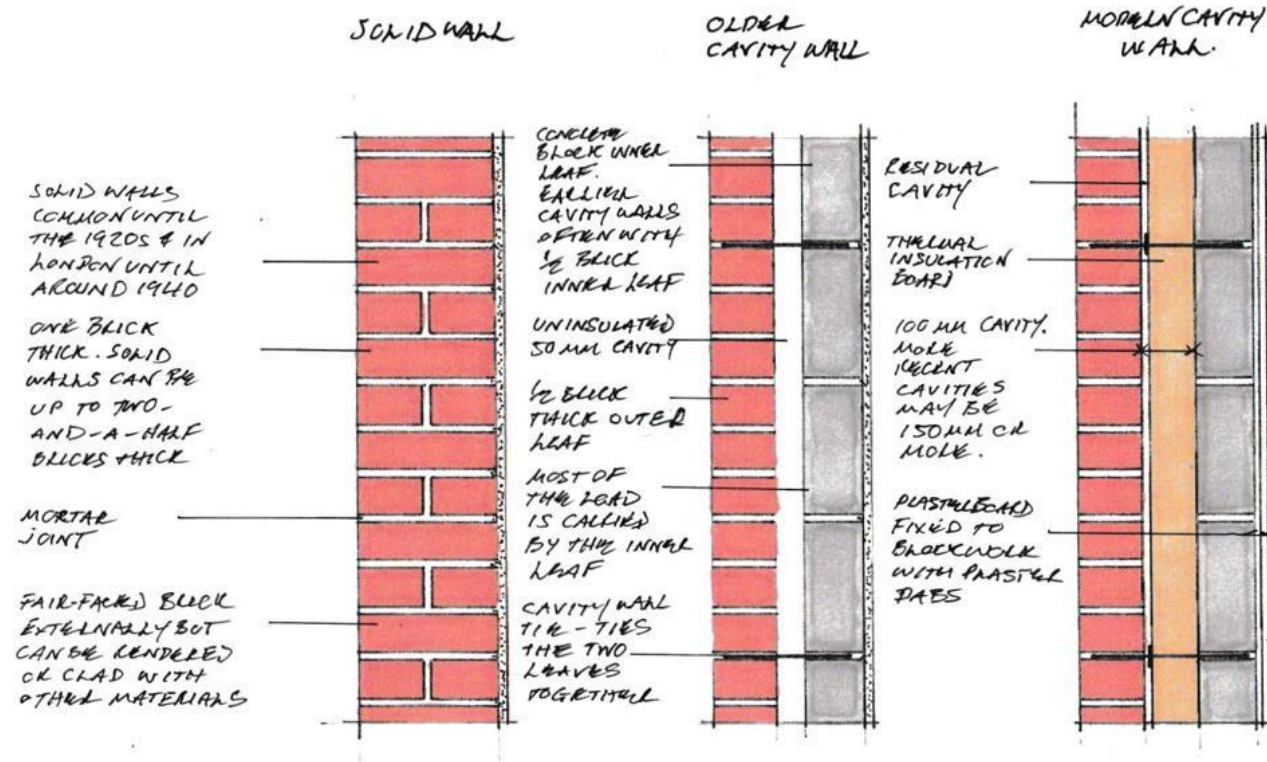 SOLID WALL
SOLID WALLS
COMMON UNTIL
THE 1920S & IN
LONDON UNTIL
AROUND 1940
ONE BRICK
THICK. SOLID
WALLS CAN BE
UP TO TWO-
AND-A-HALF
BRICKS THICK
MORTAR
JOINT
FAIR-FACED BRICK
EXTERNALLY BUT
CAN BE RENDERED
OR CLAD WITH
OTHER MATERIALS
OLDER
CAVITY WALL
CONCRETE
BLOCK INNER
LEAF.
EARLIER
CAVITY WALLS
OFTEN WITH
½ BRICK
INNER LEAF
UNINSULATED
50 MM CAVITY
½ BRICK
THICK OUTER
LEAF
MOST OF
THE LOAD
IS CARRIED
BY THE INNER
LEAF
CAVITY WALL
TIE - TIES
THE TWO
LEAVES
TOGETHER
MODERN CAVITY
WALL.
RESIDUAL
CAVITY
THERMAL
INSULATION
BOARD
100 MM CAVITY.
MORE
RECENT
CAVITIES
MAY BE
150MM OR
MORE.
PLASTERBOARD
FIXED TO
BLOCKWORK
WITH PLASTER
DABS